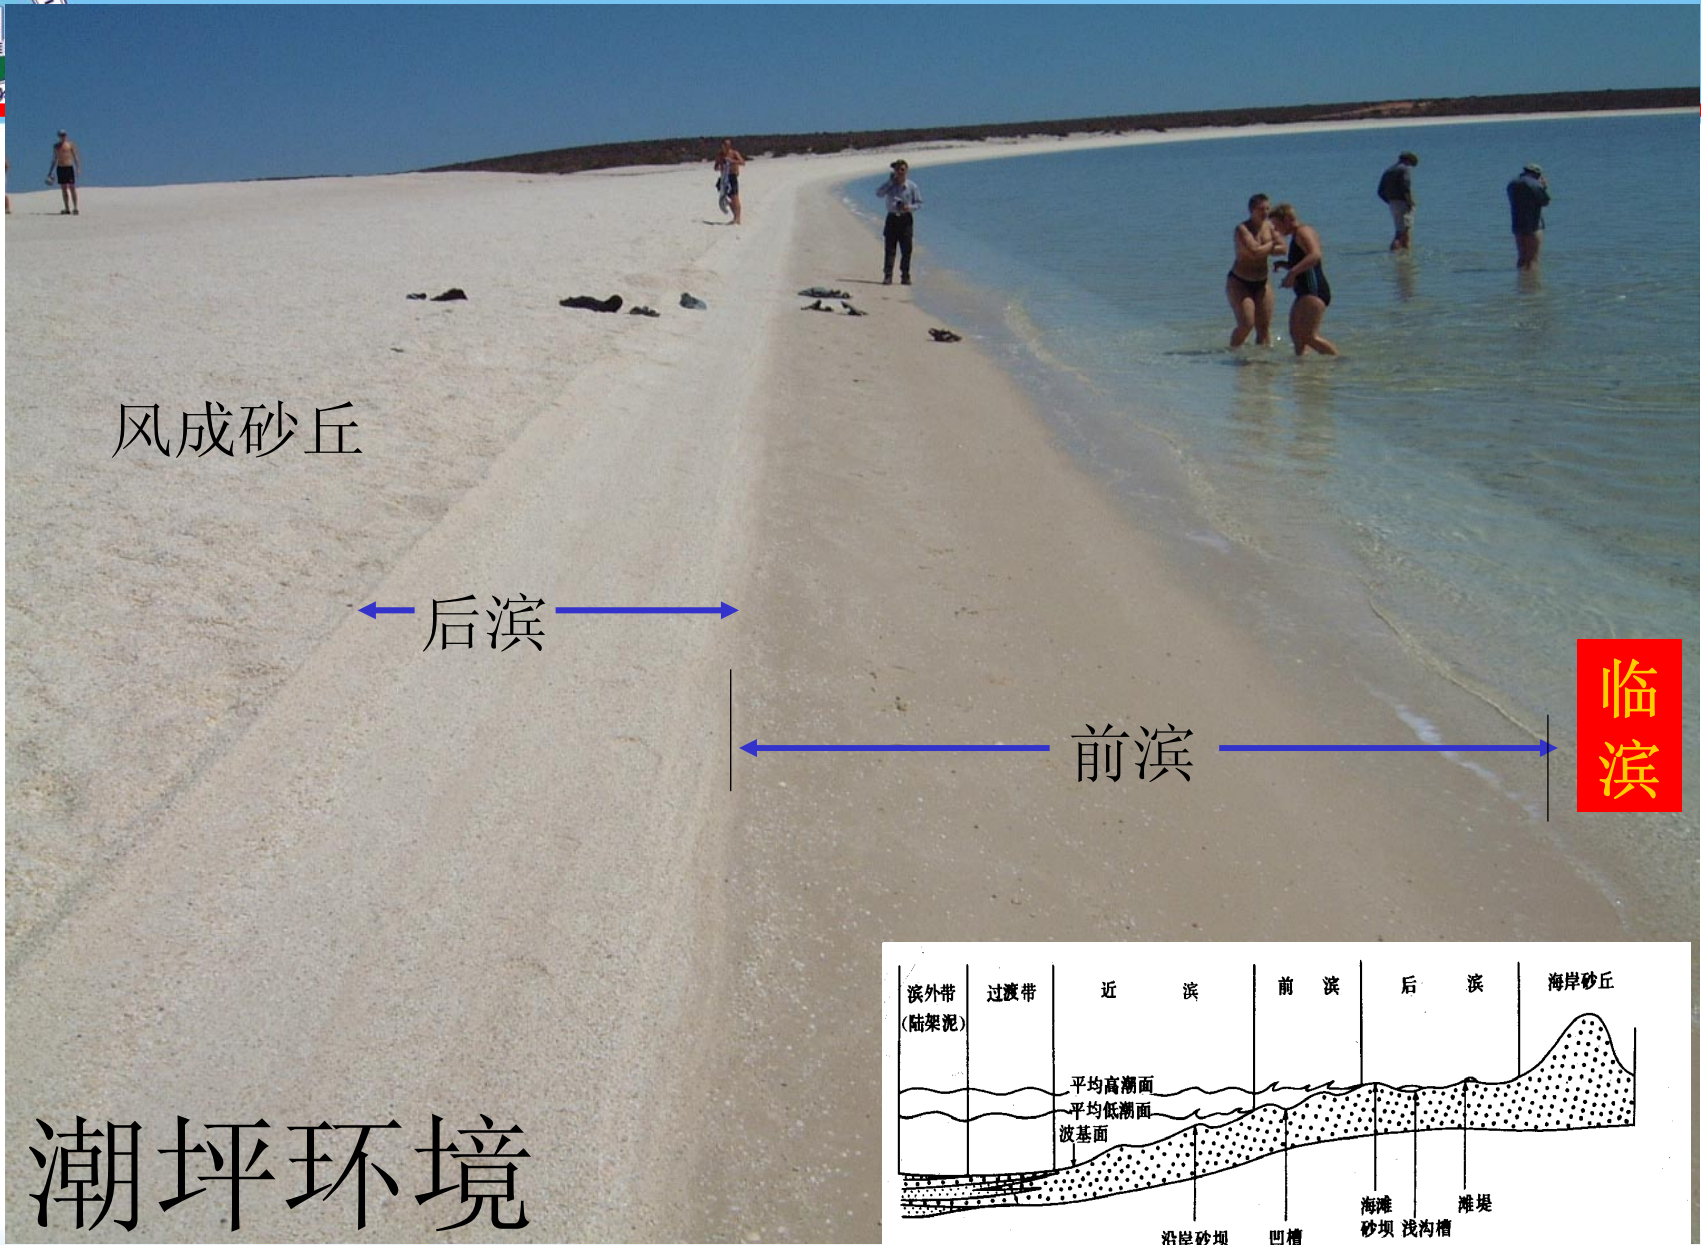 风成砂丘
后滨
临滨
前滨
潮坪环境
滨外带
(陆架泥)
过渡带
近 滨
前 滨
后 滨
海岸砂丘
平均高潮面
平均低潮面
波基面
沿岸砂坝
凹槽
海滩
砂坝
浅沟槽
滩堤